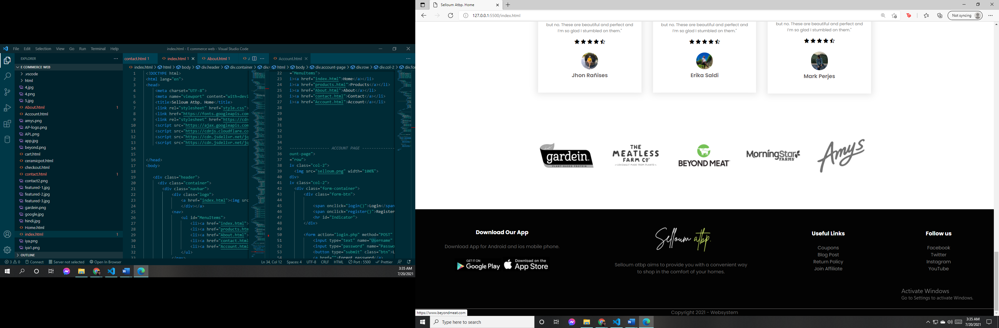 File Edit Selection View Go Run Terminal Help
index.html - E commerce web - Visual Studio Code
EXPLORER
E COMMERCE WEB
.vscode
html
4.jpg
4.png
5.jpg
About.html 1
Account.html
amys.png
AP-logo.png
APL.png
app.jpg
beyond.png
cart.html
ceramicpot.html
checkout.html
contact.html 1
contact2.png
featured-1.jpg
featured-2.jpg
featured-3.jpg
gardein.png
google.jpg
hindi.jpg
Home.html
index.html 1
iya.png
iya1.png
OUTLINE
contact.html 1 index.html 1 About.html 1
index.html > html > body > div.header > div.container > div.
1 <!DOCTYPE html>
2 <html lang="en">
3 <head>
4 <meta charset="UTF-8">
5 <meta name="viewport" content="with=devi
6 <title>Selloum Atbp. Home</title>
7 <link rel="stylesheet" href="style.css">
8 <link href="https://fonts.googleapis.com
9 <link rel="stylesheet" href="https://cdn
10 <script src="https://ajax.googleapis.com
11 <script src="https://cdnjs.cloudflare.co
12 <script src="https://cdn.jsdelivr.net/jq
13 <script src="https://cdn.jsdelivr.net/jq
14
15
16 </head>
17 <body>
18
19 <div class="header">
20 <div class="container">
21 <div class="navbar">
22 <div class="logo">
23 <a href="index.html"><img src
24 </div></a>
25 <nav>
26 <ul id="MenuItems">
27 <li><a href="index.html">
28 <li><a href="products.htm
29 <li><a href="About.html">
30 <li><a href="contact.html
31 <li><a href="Account.html
32 </ul>
33 </nav>
Account.html
html > body > div.account-page > div.row > div.col-2 > div.fo
22 ="MenuItems">
23 i><a href="index.html">Home</a></li>
24 i><a href="products.html">Products</a></li>
25 i><a href="About.html">About</a></li>
26 i><a href="contact.html">Contact</a></li>
27 i><a href="Account.html">Account</a></li>
28
29
30
31
32
33
34
35 ----------------- ACCOUNT PAGE --------------
36 ount-page">
37 ="row">
38 iv class="col-2">
39 <img src="selloum.png" width="100%">
40 div>
41 iv class="col-2">
42 <div class="form-container">
43 <div class="form-btn">
44
45 <span onclick="login()">Login</span
46 <span onclick="register()">Register
47 <hr id="Indicator">
48 </div>
49
50 <form action="login.php" method="POST"
51 <input type="text" name="Username"
52 <input type="password" name="Passwo
53 <button type="submit" class="btn">L
54 <a href="">Forgot password</a>
3 0 Connect Server not selected Open In Browser
Ln 34, Col 12 Spaces: 4 UTF-8 CRLF HTML Port : 5500 Prettier
3:35 AM
7/20/2021
Selloum Atbp. Home
127.0.0.1:5500/index.html
Not syncing
but no. These are beautiful and perfect and
I'm so glad I stumbled on them."
Jhon Rañises
but no. These are beautiful and perfect and
I'm so glad I stumbled on them."
Erika Saldi
but no. These are beautiful and perfect and
I'm so glad I stumbled on them."
Mark Perjes
gardein.
PLANT-BASED PROTEIN
THE
MEATLESS
FARM CO
LOVINGLY MADE FROM PLANTS
BEYOND MEAT
MorningStar
FARMS
Amy's
Download Our App
Download App for Android and ios mobile phone.
GET IT ON
Google Play
Download on the
App Store
Selloum atbp.
Selloum atbp aims to provide you with a convenient way
to shop in the comfort of your homes.
Useful Links
Coupons
Blog Post
Return Policy
Join Affiliate
Follow us
Facebook
Twitter
Instagram
YouTube
Activate Windows
Go to Settings to activate Windows.
https://www.beyondmeat.com
Copyright 2021 - Websystem
Type here to search
3:35 AM
7/20/2021